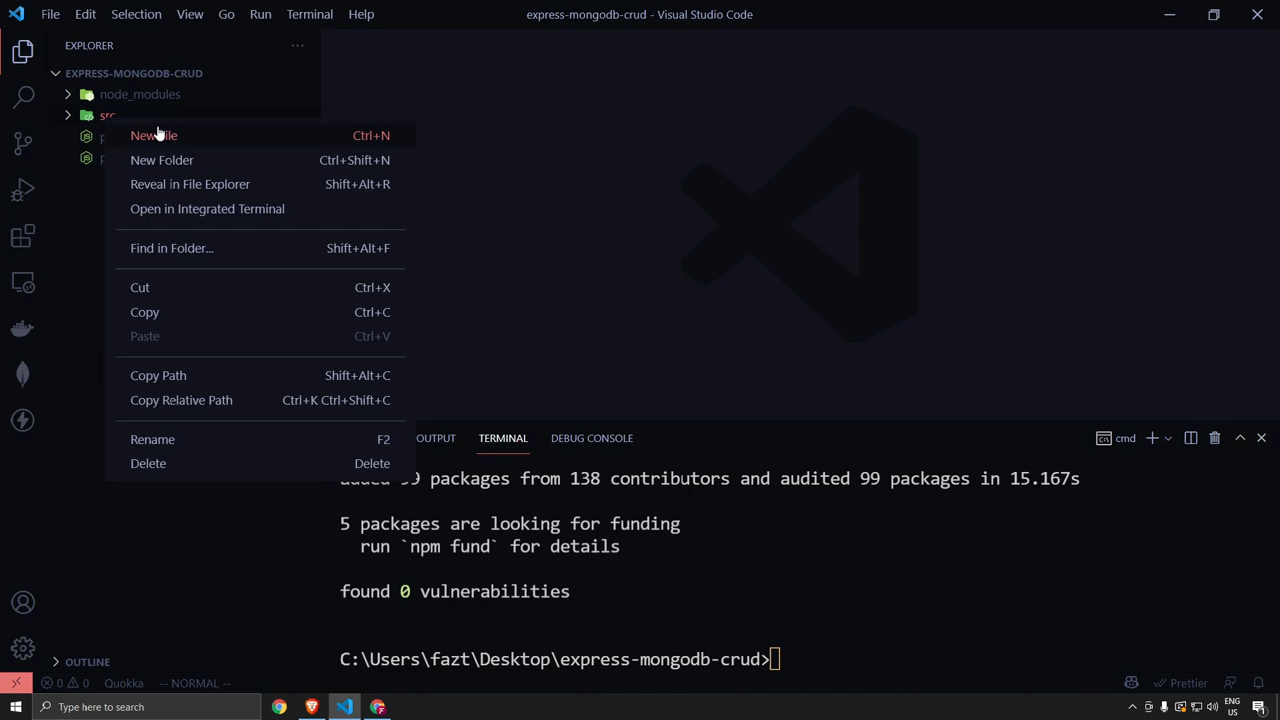 File Edit Selection View Go Run Terminal Help
express-mongodb-crud - Visual Studio Code
EXPLORER
EXPRESS-MONGODB-CRUD
node_modules
src
New File Ctrl+N
New Folder Ctrl+Shift+N
Reveal in File Explorer Shift+Alt+R
Open in Integrated Terminal
Find in Folder... Shift+Alt+F
Cut Ctrl+X
Copy Ctrl+C
Paste Ctrl+V
Copy Path Shift+Alt+C
Copy Relative Path Ctrl+K Ctrl+Shift+C
Rename F2
Delete Delete
OUTPUT TERMINAL DEBUG CONSOLE
cmd
added 99 packages from 138 contributors and audited 99 packages in 15.167s
5 packages are looking for funding
run `npm fund` for details
found 0 vulnerabilities
C:\Users\fazt\Desktop\express-mongodb-crud>
OUTLINE
0 0 Quokka -- NORMAL --
Prettier
Type here to search
ENG
US